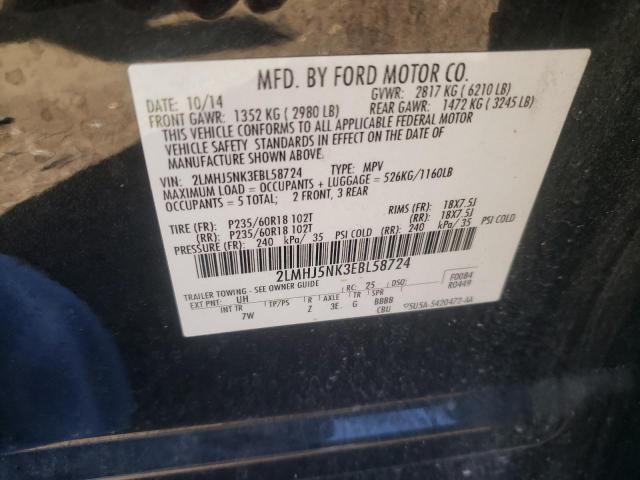 MFD. BY FORD MOTOR CO.
DATE: 10/14 GVWR: 2817 KG ( 6210 LB)
FRONT GAWR: 1352 KG ( 2980 LB) REAR GAWR: 1472 KG ( 3245 LB)
THIS VEHICLE CONFORMS TO ALL APPLICABLE FEDERAL MOTOR
VEHICLE SAFETY STANDARDS IN EFFECT ON THE DATE OF
MANUFACTURE SHOWN ABOVE.
VIN: 2LMHJ5NK3EBL58724 TYPE: MPV
MAXIMUM LOAD = OCCUPANTS + LUGGAGE = 526KG/1160LB
OCCUPANTS = 5 TOTAL; 2 FRONT, 3 REAR
TIRE (FR): P235/60R18 102T RIMS (FR): 18X7.5J
(RR): P235/60R18 102T (RR): 18X7.5J
PRESSURE (FR): 240 kPa/ 35 PSI COLD (RR): 240 kPa/ 35 PSI COLD
2LMHJ5NK3EBL58724
TRAILER TOWING - SEE OWNER GUIDE RC: 25 DSO: F0084
EXT PNT: UH R0449
INT TR TP/PS R AXLE TR SPR
7W Z 3E G BBBB
CBU 5U5A-5420472-AA